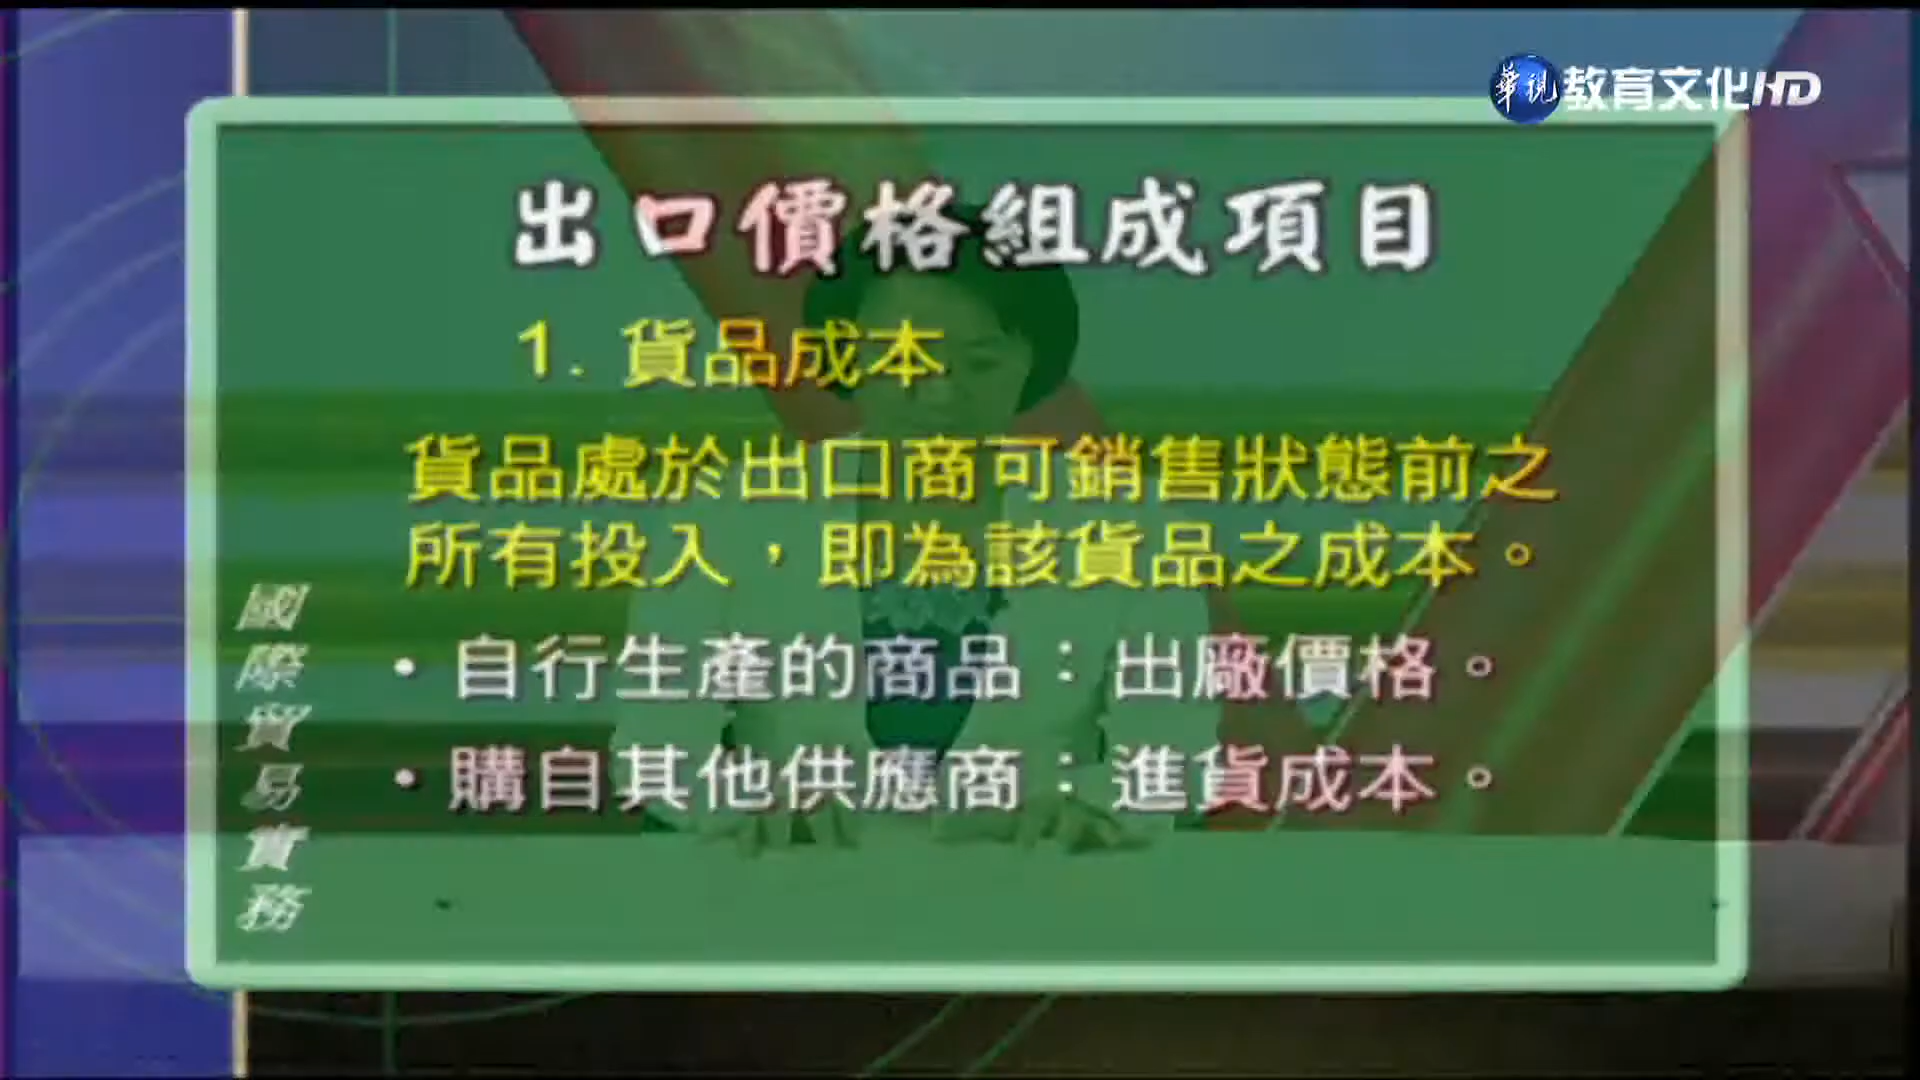 華視 教育文化HD
出口價格組成項目
1. 貨品成本
貨品處於出口商可銷售狀態前之
所有投入，即為該貨品之成本。
• 自行生產的商品：出廠價格。
• 購自其他供應商：進貨成本。
國際貿易實務